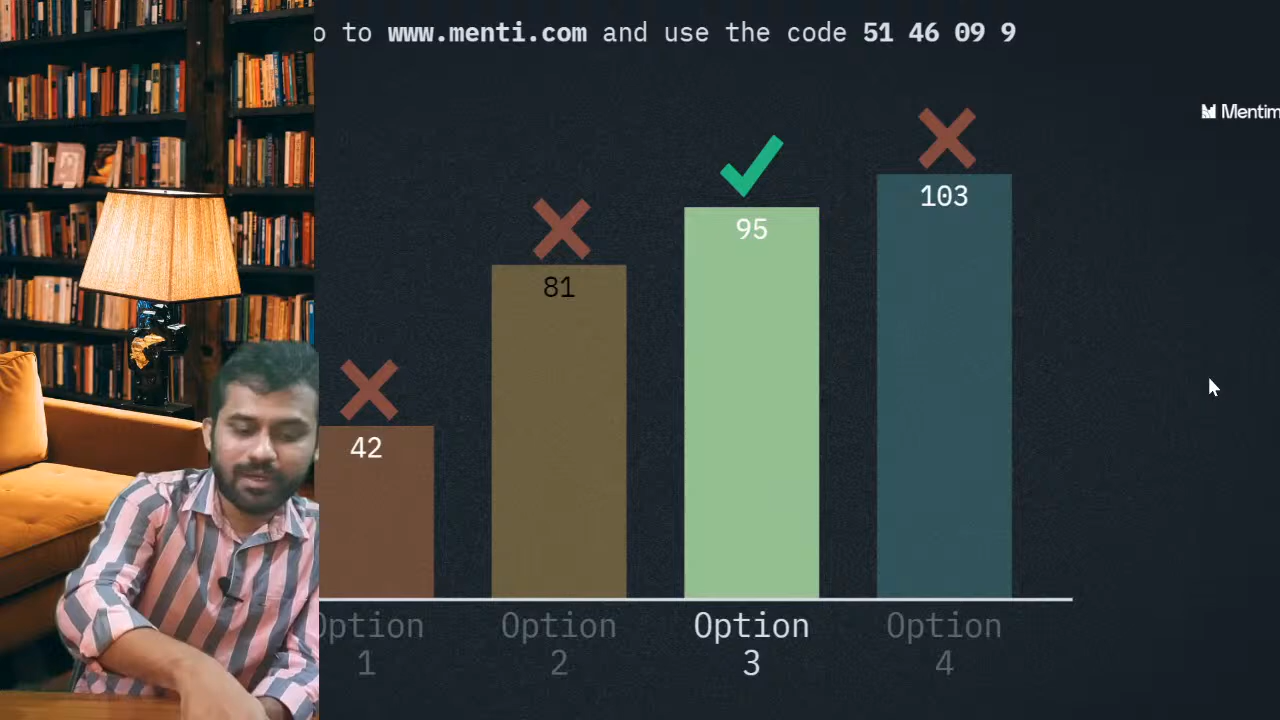 o to www.menti.com and use the code 51 46 09 9
Mentim
103
95
81
42
Option 1
Option 2
Option 3
Option 4